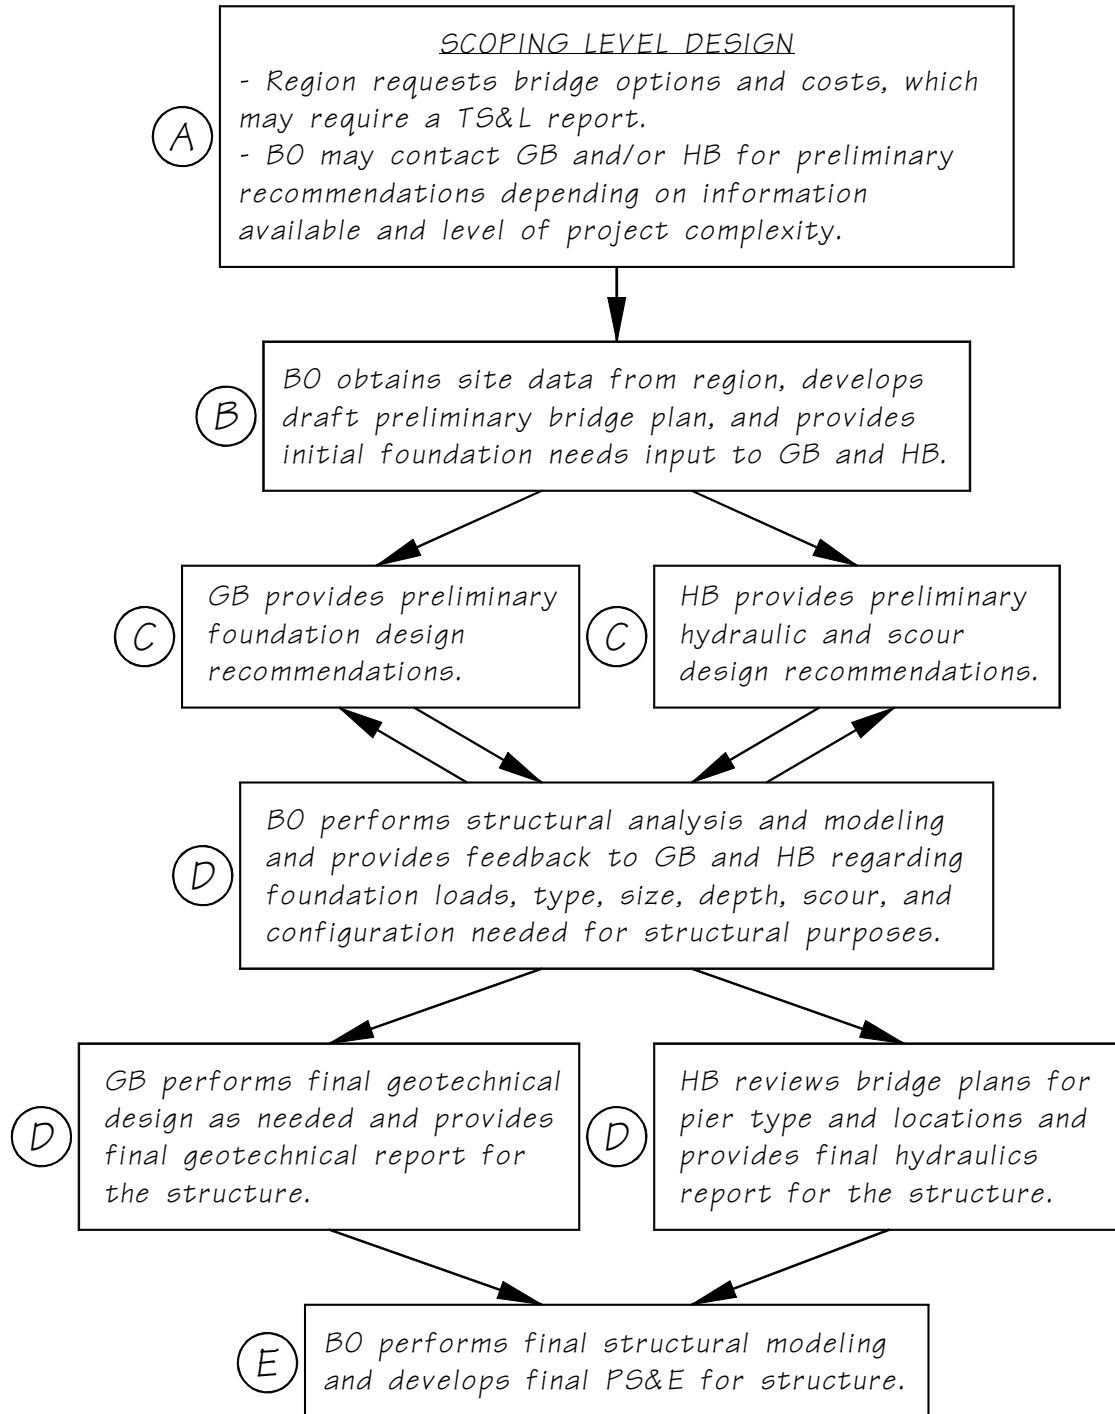 SCOPING LEVEL DESIGN
- Region requests bridge options and costs, which
may require a TS&L report.
- BO may contact GB and/or HB for preliminary
recommendations depending on information
available and level of project complexity.
A
BO obtains site data from region, develops
draft preliminary bridge plan, and provides
initial foundation needs input to GB and HB.
B
GB provides preliminary
foundation design
recommendations.
C
HB provides preliminary
hydraulic and scour
design recommendations.
C
BO performs structural analysis and modeling
and provides feedback to GB and HB regarding
foundation loads, type, size, depth, scour, and
configuration needed for structural purposes.
D
GB performs final geotechnical
design as needed and provides
final geotechnical report for
the structure.
D
HB reviews bridge plans for
pier type and locations and
provides final hydraulics
report for the structure.
D
BO performs final structural modeling
and develops final PS&E for structure.
E